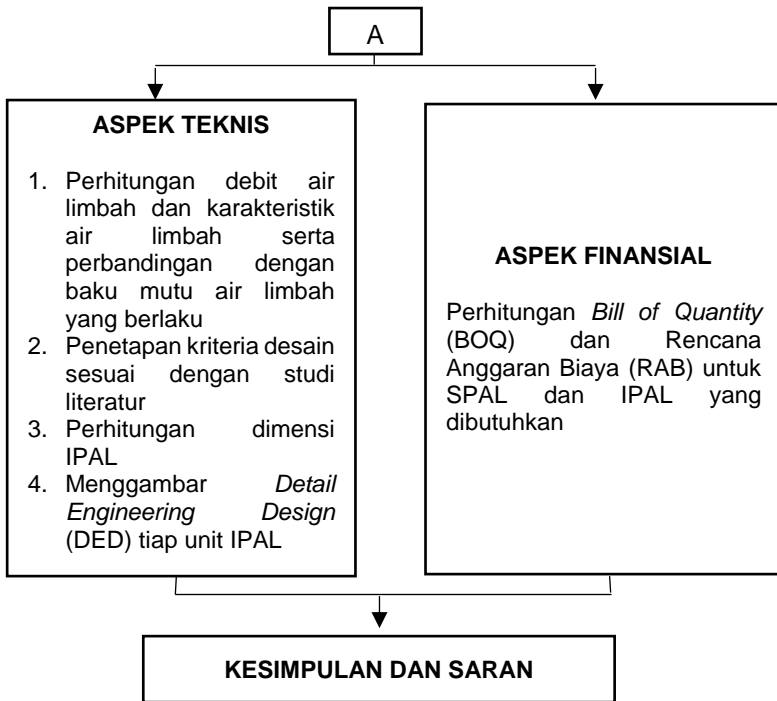 A
ASPEK TEKNIS
1. Perhitungan debit air
limbah dan karakteristik
air limbah serta
perbandingan dengan
baku mutu air limbah
yang berlaku
2. Penetapan kriteria desain
sesuai dengan studi
literatur
3. Perhitungan dimensi
IPAL
4. Menggambar Detail
Engineering Design
(DED) tiap unit IPAL
ASPEK FINANSIAL
Perhitungan Bill of Quantity
(BOQ) dan Rencana
Anggaran Biaya (RAB) untuk
SPAL dan IPAL yang
dibutuhkan
KESIMPULAN DAN SARAN